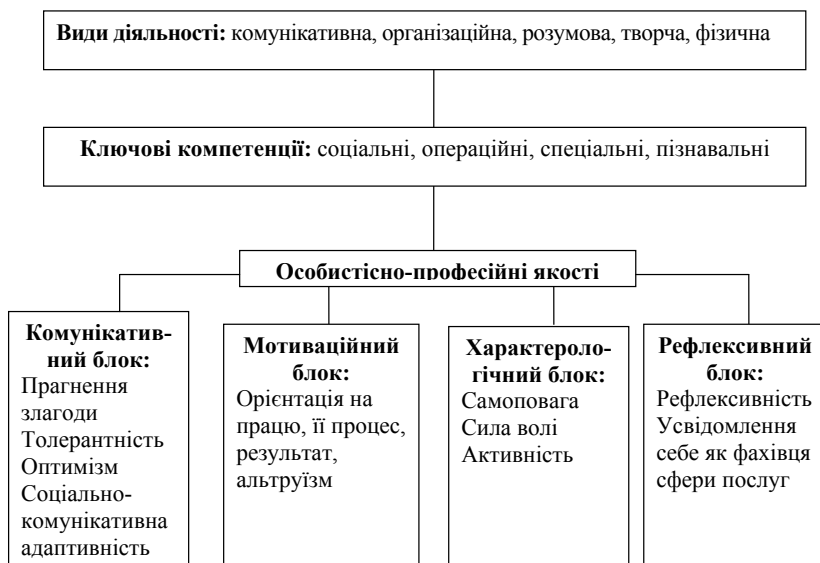 Види діяльності: комунікативна, організаційна, розумова, творча, фізична
Ключові компетенції: соціальні, операційні, спеціальні, пізнавальні
Особистісно-професійні якості
Комунікатив-
ний блок:
Прагнення
злагоди
Толерантність
Оптимізм
Соціально-
комунікативна
адаптивність
Мотиваційний
блок:
Орієнтація на
працю, її процес,
результат,
альтруїзм
Характероло-
гічний блок:
Самоповага
Сила волі
Активність
Рефлексивний
блок:
Рефлексивність
Усвідомлення
себе як фахівця
сфери послуг